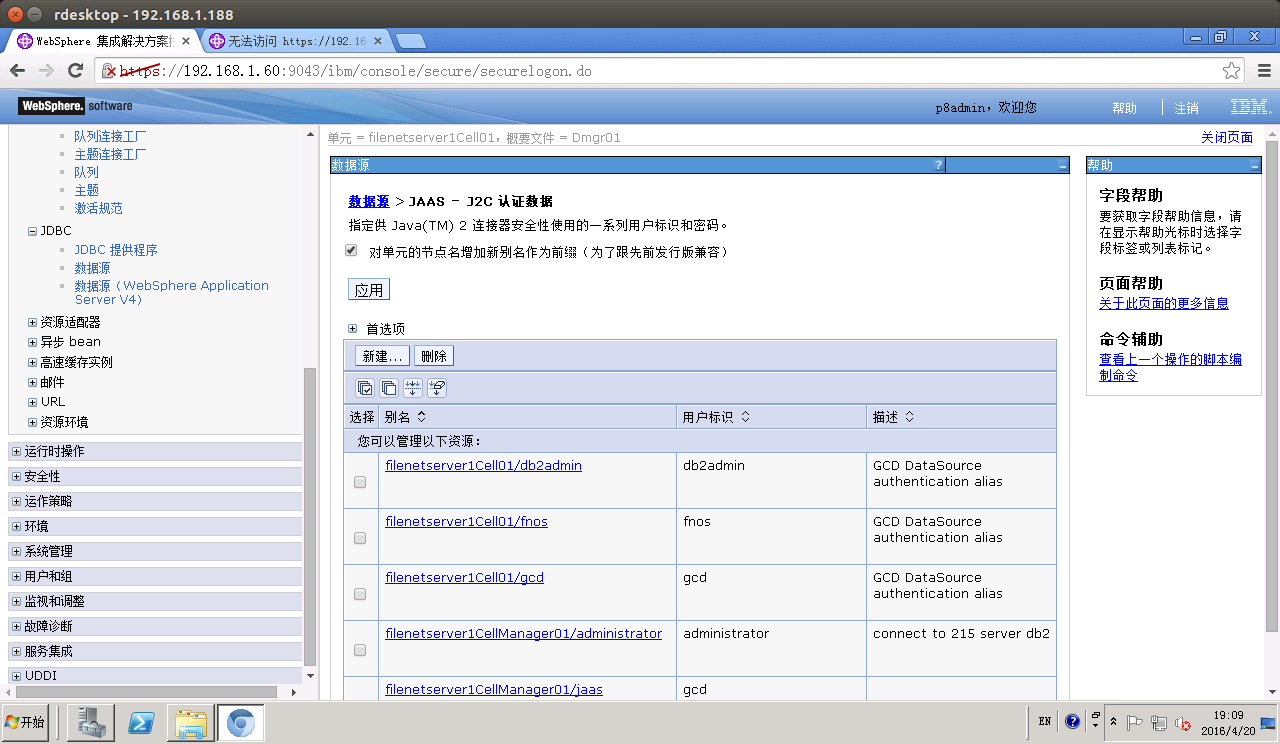 rdesktop - 192.168.1.188
WebSphere 集成解决方案控
无法访问 https://192.16
https://192.168.1.60:9043/ibm/console/secure/securelogon.do
WebSphere. software
p8admin，欢迎您
帮助
注销
IBM.
队列连接工厂
主题连接工厂
队列
主题
激活规范
JDBC
JDBC 提供程序
数据源
数据源（WebSphere Application
Server V4）
资源适配器
异步 bean
高速缓存实例
邮件
URL
资源环境
运行时操作
安全性
运作策略
环境
系统管理
用户和组
监视和调整
故障诊断
服务集成
UDDI
单元 = filenetserver1Cell01，概要文件 = Dmgr01
关闭页面
数据源
?
数据源 > JAAS - J2C 认证数据
指定供 Java(TM) 2 连接器安全性使用的一系列用户标识和密码。
对单元的节点名增加新别名作为前缀（为了跟先前发行版兼容）
应用
首选项
新建...
删除
选择 别名 用户标识 描述
您可以管理以下资源：
filenetserver1Cell01/db2admin db2admin GCD DataSource
authentication alias
filenetserver1Cell01/fnos fnos GCD DataSource
authentication alias
filenetserver1Cell01/gcd gcd GCD DataSource
authentication alias
filenetserver1CellManager01/administrator administrator connect to 215 server db2
filenetserver1CellManager01/jaas gcd
帮助
字段帮助
要获取字段帮助信息，请
在显示帮助光标时选择字
段标签或列表标记。
页面帮助
关于此页面的更多信息
命令辅助
查看上一个操作的脚本编
制命令
开始
EN
19:09
2016/4/20